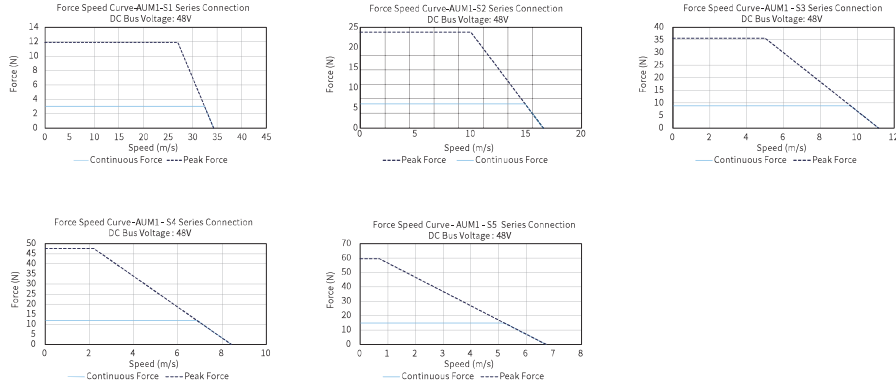 Force Speed Curve-AUM1-S1 Series Connection
DC Bus Voltage: 48V
Force (N)
14
12
10
8
6
4
2
0
0 5 10 15 20 25 30 35 40 45
Speed (m/s)
Continuous Force Peak Force
Force Speed Curve-AUM1-S2 Series Connection
DC Bus Voltage: 48V
Force (N)
25
20
15
10
5
0
0 5 10 15 20
Speed (m/s)
Peak Force Continuous Force
Force Speed Curve-AUM1 - S3 Series Connection
DC Bus Voltage: 48V
Force (N)
40
35
30
25
20
15
10
5
0
0 2 4 6 8 10 12
Speed (m/s)
Continuous Force Peak Force
Force Speed Curve-AUM1 - S4 Series Connection
DC Bus Voltage : 48V
Force (N)
50
45
40
35
30
25
20
15
10
5
0
0 2 4 6 8 10
Speed (m/s)
Continuous Force Peak Force
Force Speed Curve- AUM1 - S5 Series Connection
DC Bus Voltage: 48V
Force (N)
70
60
50
40
30
20
10
0
0 1 2 3 4 5 6 7 8
Speed (m/s)
Continuous Force Peak Force